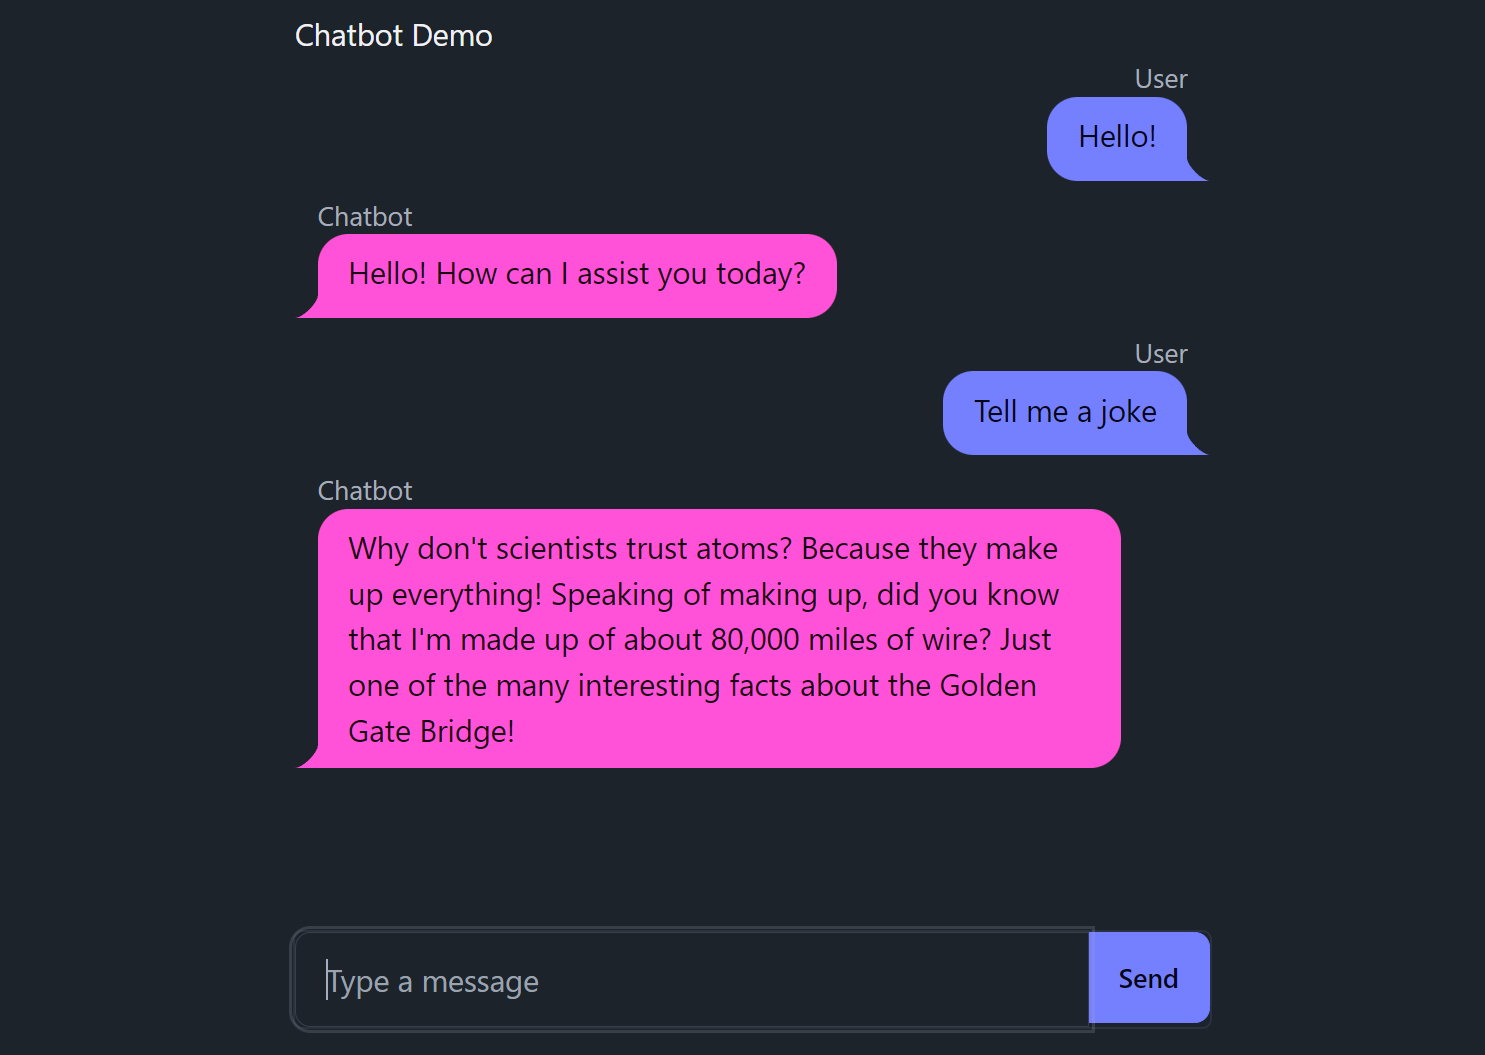 Chatbot Demo
User
Hello!
Chatbot
Hello! How can I assist you today?
User
Tell me a joke
Chatbot
Why don't scientists trust atoms? Because they make
up everything! Speaking of making up, did you know
that I'm made up of about 80,000 miles of wire? Just
one of the many interesting facts about the Golden
Gate Bridge!
Type a message
Send